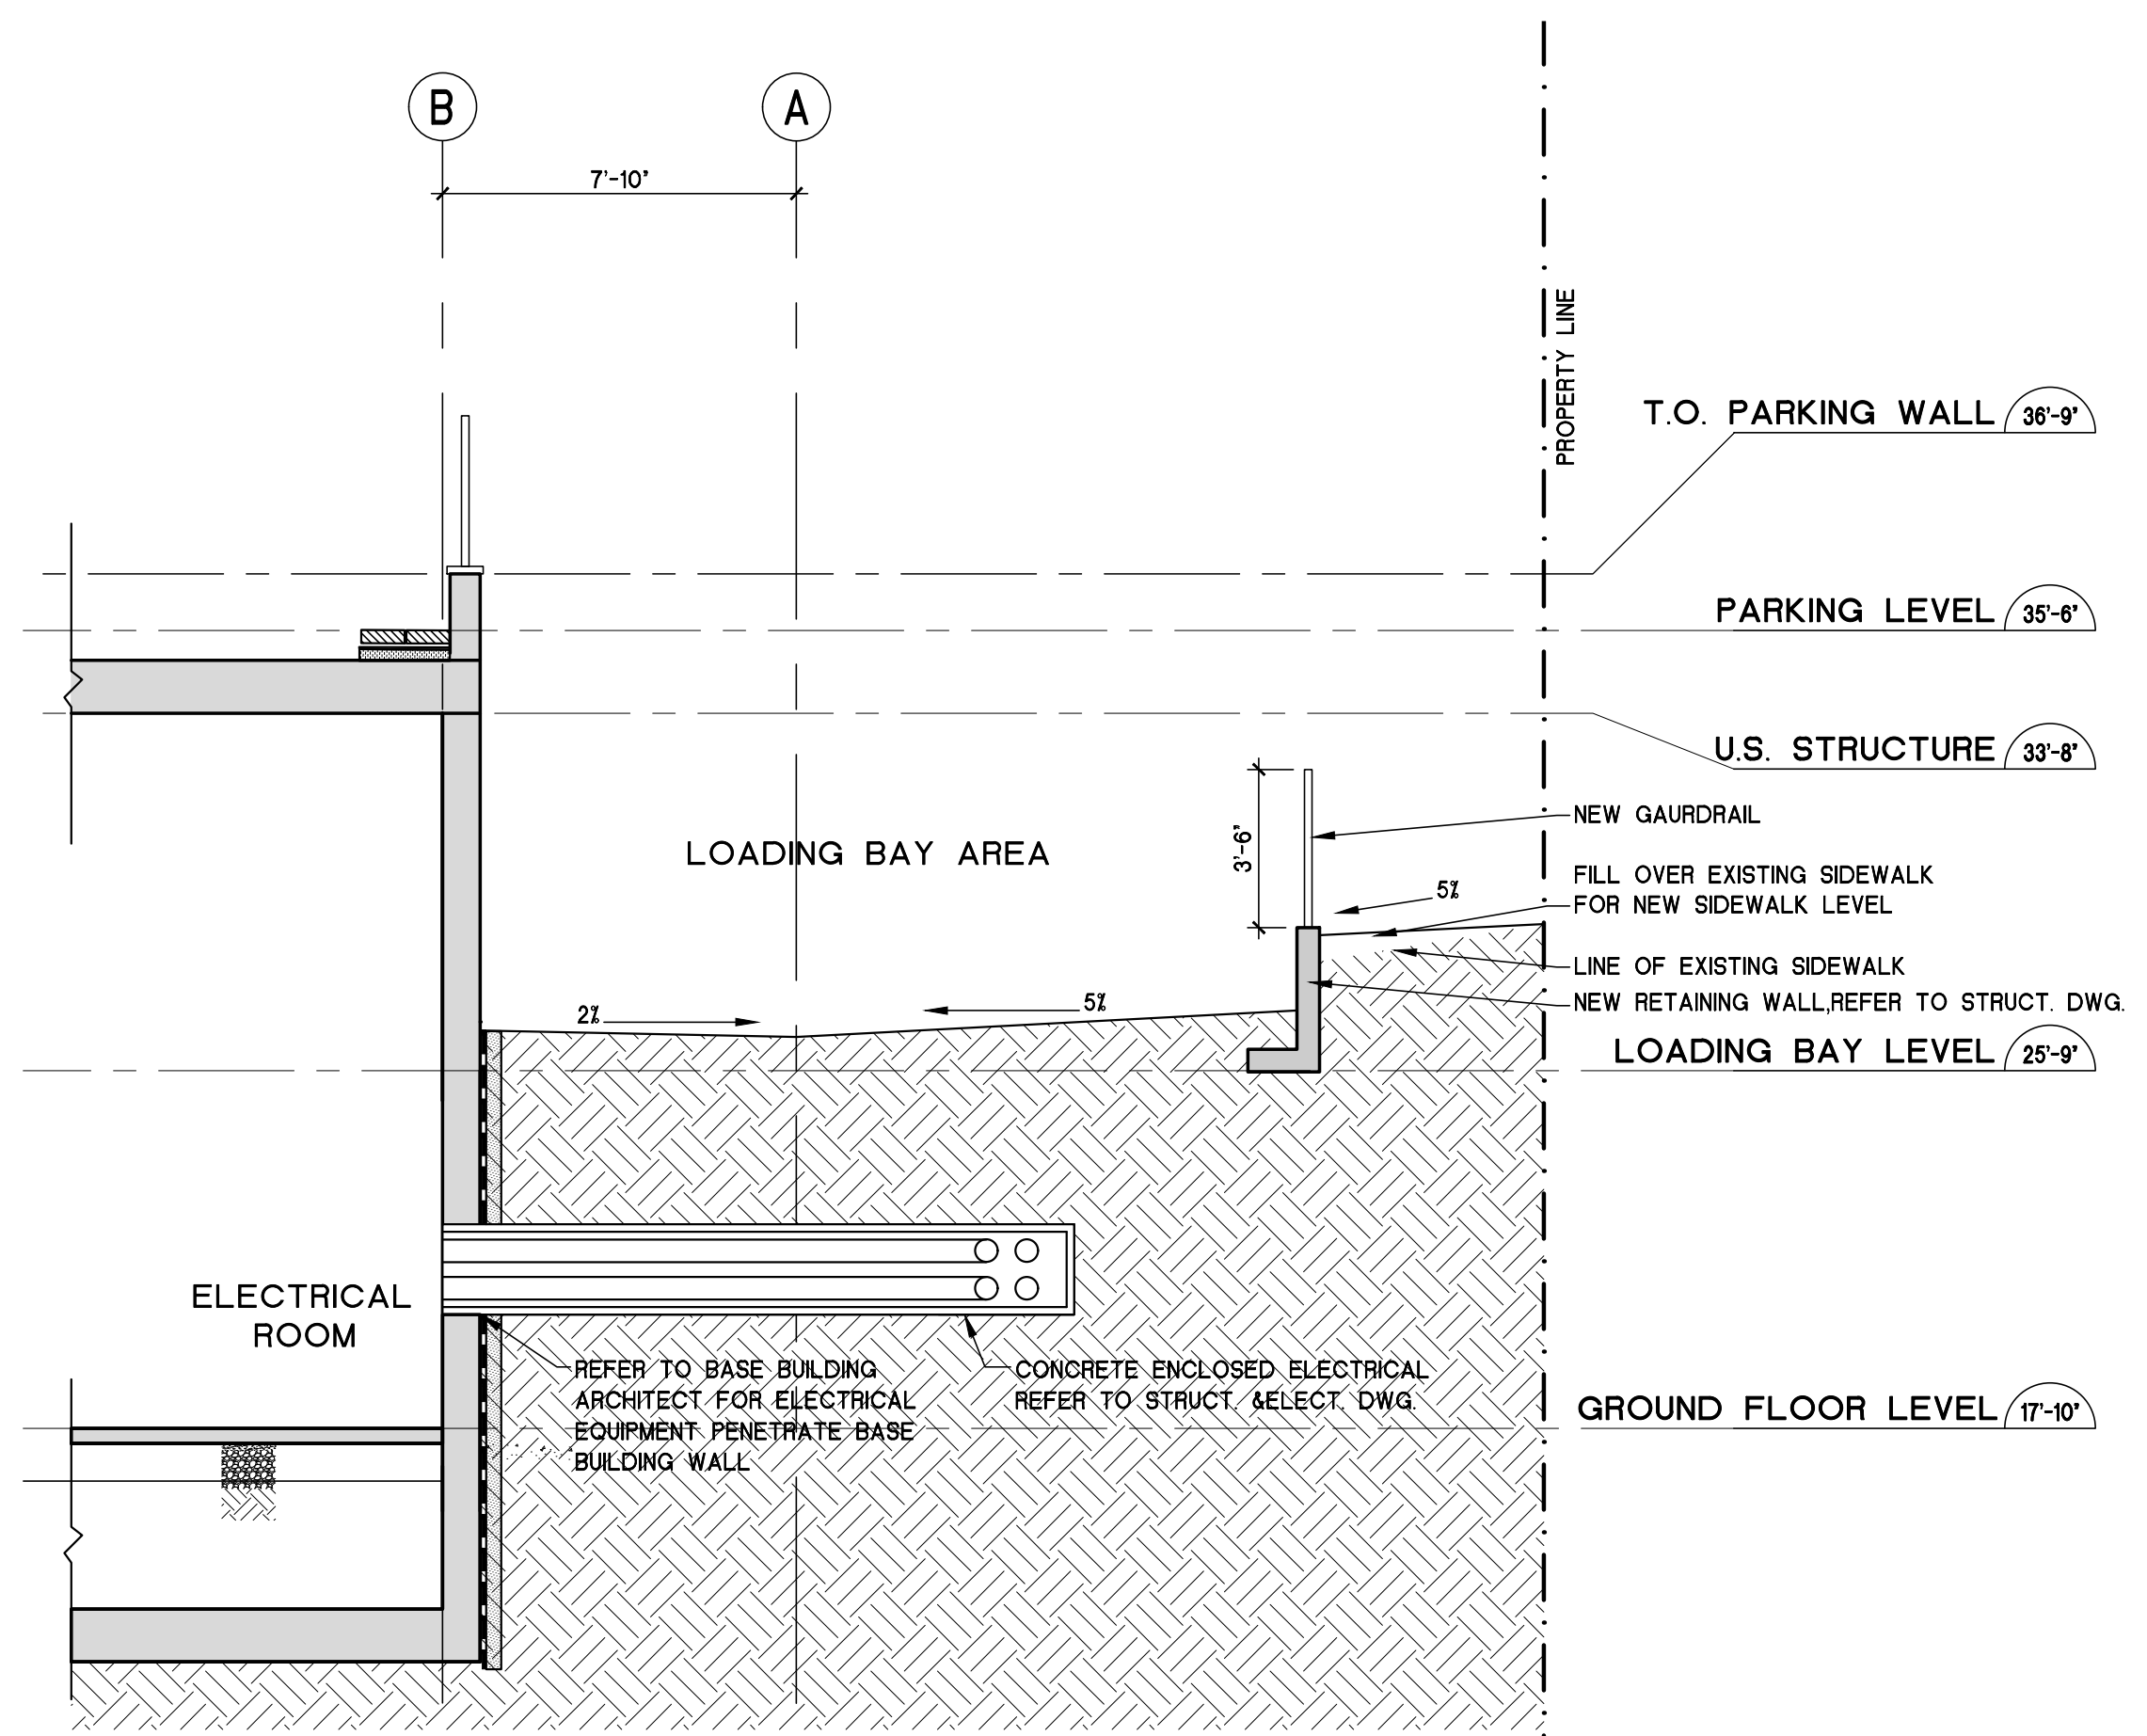 B
A
7'-10"
PROPERTY LINE
T.O. PARKING WALL 36'-9"
PARKING LEVEL 35'-6"
U.S. STRUCTURE 33'-8"
NEW GAURDRAIL
3'-6"
LOADING BAY AREA
5%
FILL OVER EXISTING SIDEWALK
FOR NEW SIDEWALK LEVEL
LINE OF EXISTING SIDEWALK
NEW RETAINING WALL,REFER TO STRUCT. DWG.
2%
5%
LOADING BAY LEVEL 25'-9"
ELECTRICAL
ROOM
REFER TO BASE BUILDING
ARCHITECT FOR ELECTRICAL
EQUIPMENT PENETRATE BASE
BUILDING WALL
CONCRETE ENCLOSED ELECTRICAL
REFER TO STRUCT. &ELECT. DWG.
GROUND FLOOR LEVEL 17'-10"